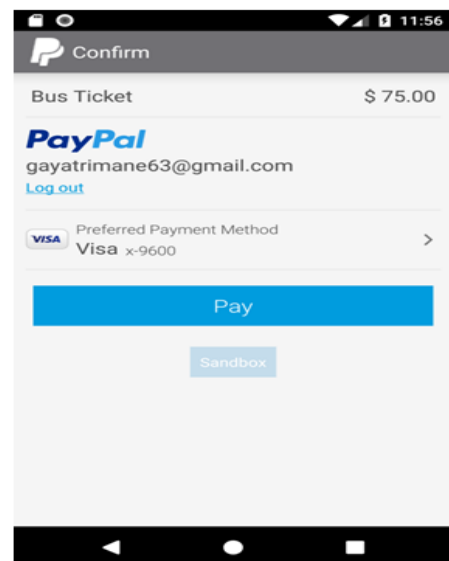 11:56
Confirm
Bus Ticket $ 75.00
PayPal
gayatrimane63@gmail.com
Log out
VISA Preferred Payment Method
Visa x-9600
Pay
Sandbox